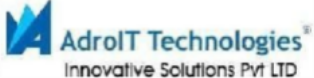 AdroIT Technologies®
Innovative Solutions Pvt LTD